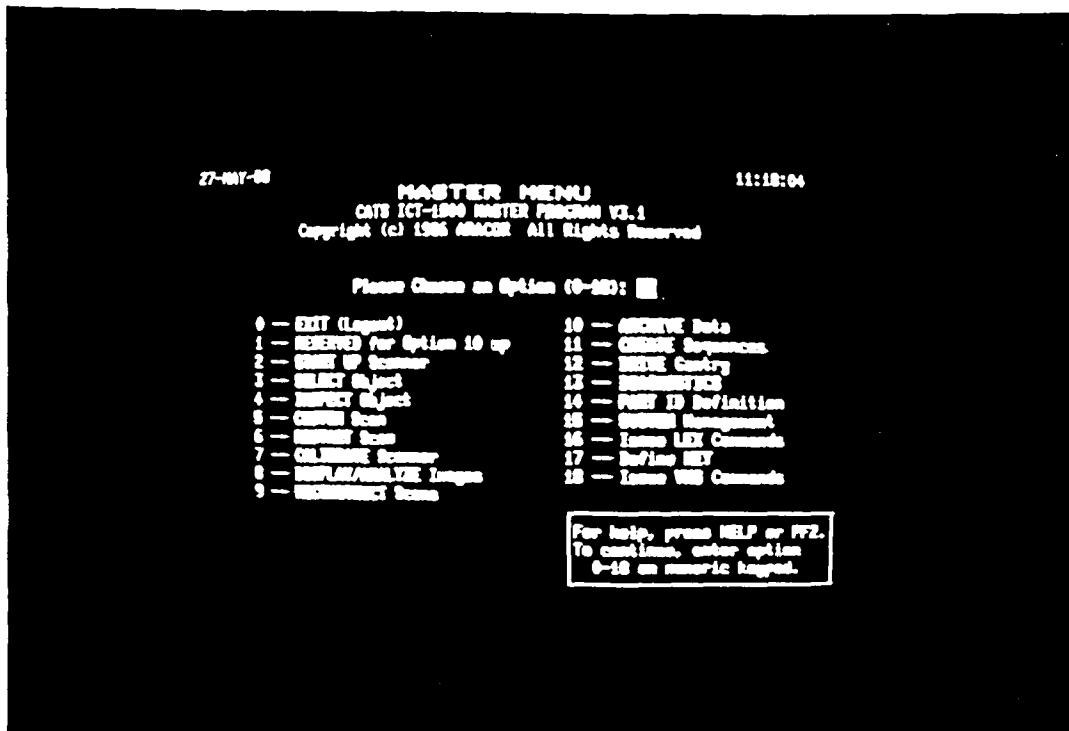 27-MAY-88 11:18:04
MASTER MENU
CATS ICT-1500 MASTER PROGRAM V3.1
Copyright (c) 1986 ARACOR All Rights Reserved
Please Choose an Option (0-18):
0 — EXIT (Logout)
1 — RESERVED for Option 10 up
2 — START UP Scanner
3 — SELECT Object
4 — INSPECT Object
5 — CUSTOM Scan
6 — Scan
7 — CALIBRATE Scanner
8 — DISPLAY/ANALYZE Images
9 — RECONSTRUCT Scans
10 — ARCHIVE Data
11 — Sequences
12 — DRIVE Gantry
13 — DIAGNOSTICS
14 — PART ID Definition
15 — Management
16 — Issue LEX Commands
17 — Define KEY
18 — Issue VMS Commands
For help, press HELP or PF2.
To continue, enter option
0-18 on numeric keypad.